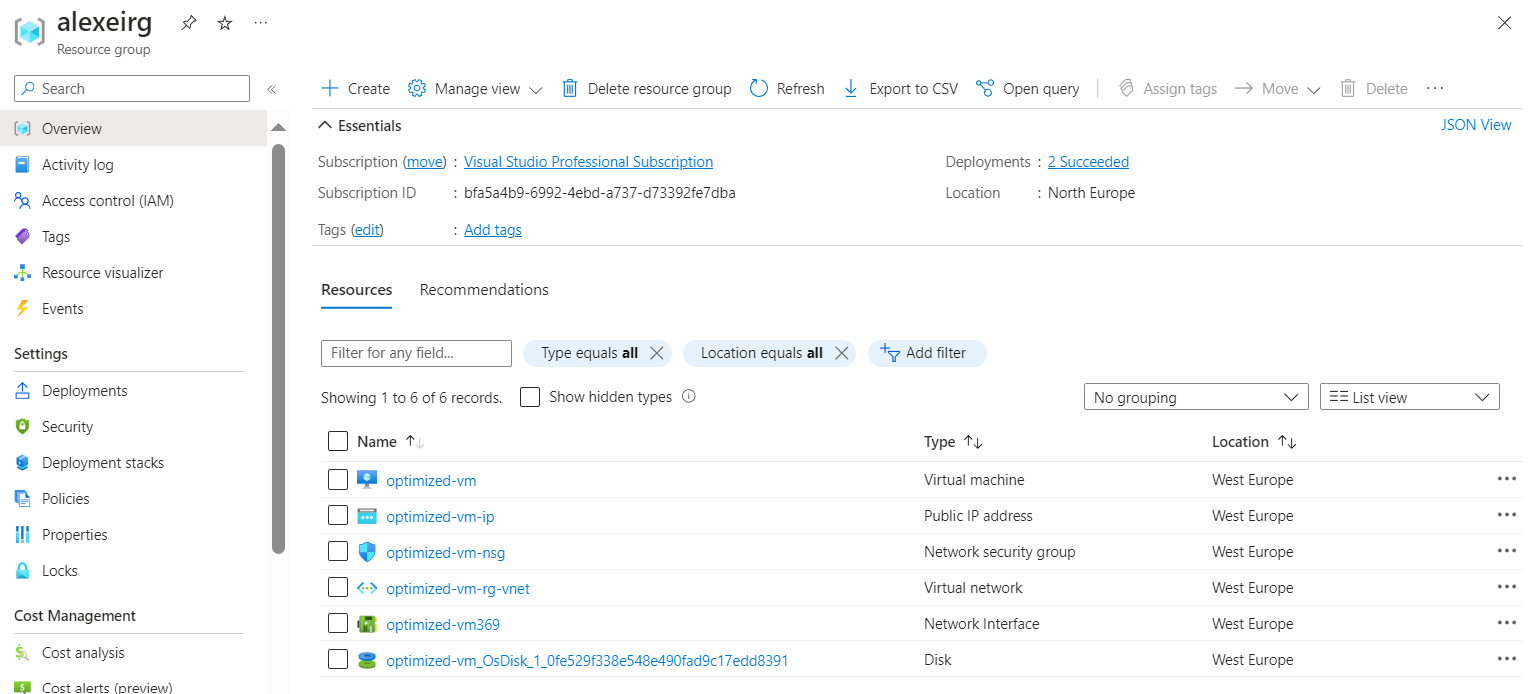 alexeirg
Resource group
Search
Overview
Activity log
Access control (IAM)
Tags
Resource visualizer
Events
Settings
Deployments
Security
Deployment stacks
Policies
Properties
Locks
Cost Management
Cost analysis
Cost alerts (preview)
Create Manage view Delete resource group Refresh Export to CSV Open query Assign tags Move Delete
Essentials JSON View
Subscription (move) : Visual Studio Professional Subscription Deployments : 2 Succeeded
Subscription ID : bfa5a4b9-6992-4ebd-a737-d73392fe7dba Location : North Europe
Tags (edit) : Add tags
Resources Recommendations
Filter for any field... Type equals all Location equals all Add filter
Showing 1 to 6 of 6 records. Show hidden types No grouping List view
Name Type Location
optimized-vm Virtual machine West Europe
optimized-vm-ip Public IP address West Europe
optimized-vm-nsg Network security group West Europe
optimized-vm-rg-vnet Virtual network West Europe
optimized-vm369 Network Interface West Europe
optimized-vm_OsDisk_1_0fe529f338e548e490fad9c17edd8391 Disk West Europe